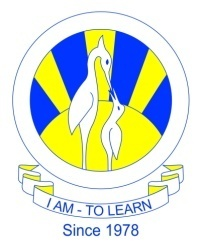 I AM - TO LEARN
Since 1978